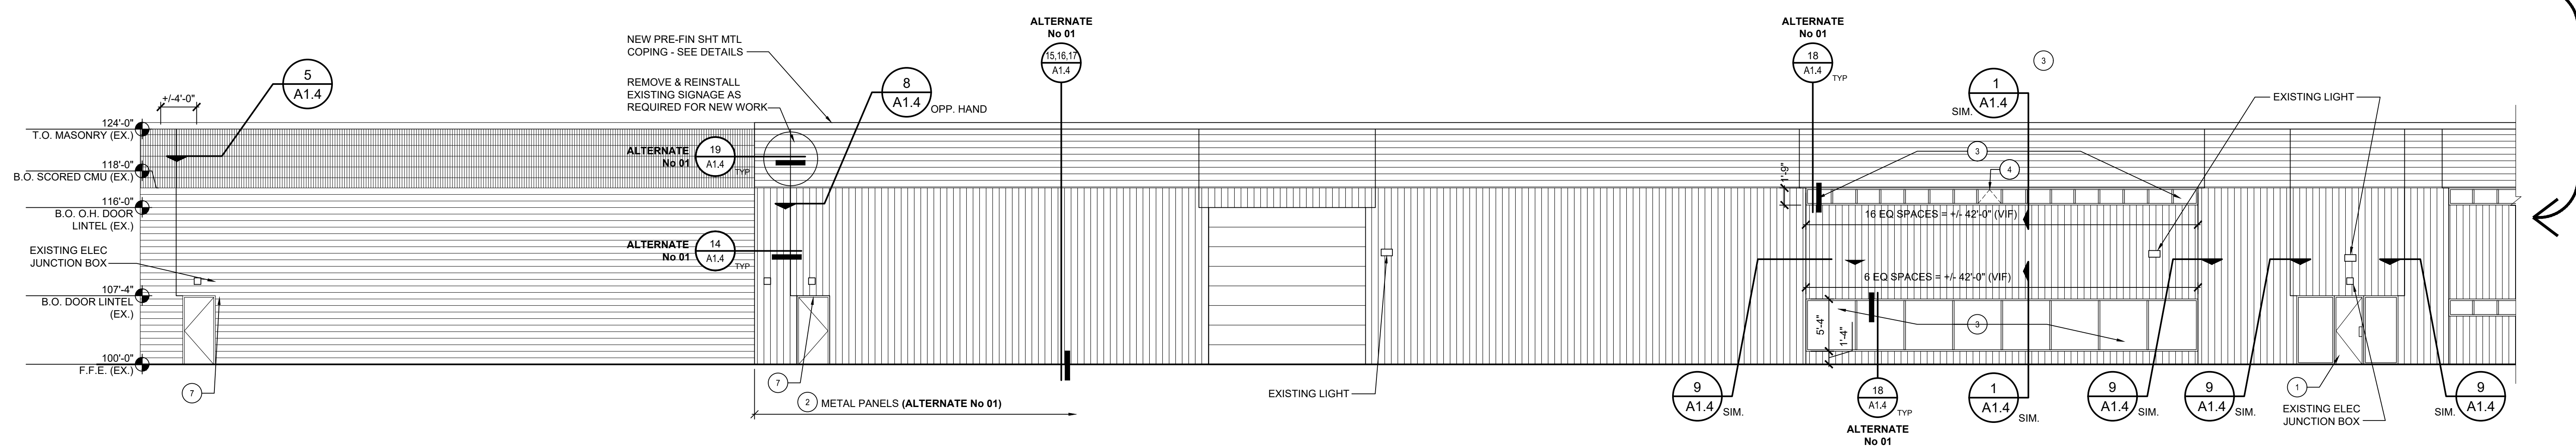 ALTERNATE
No 01
15,16,17
A1.4
ALTERNATE
No 01
18
A1.4
TYP
3
NEW PRE-FIN SHT MTL
COPING - SEE DETAILS
REMOVE & REINSTALL
EXISTING SIGNAGE AS
REQUIRED FOR NEW WORK
5
A1.4
8
A1.4
OPP. HAND
1
A1.4
SIM.
EXISTING LIGHT
+/-4'-0"
124'-0"
T.O. MASONRY (EX.)
118'-0"
B.O. SCORED CMU (EX.)
116'-0"
B.O. O.H. DOOR
LINTEL (EX.)
EXISTING ELEC
JUNCTION BOX
107'-4"
B.O. DOOR LINTEL
(EX.)
100'-0"
F.F.E. (EX.)
7
ALTERNATE
No 01
19
A1.4
TYP
ALTERNATE
No 01
14
A1.4
TYP
3
4
1'-9"
16 EQ SPACES = +/- 42'-0" (VIF)
6 EQ SPACES = +/- 42'-0" (VIF)
5'-4"
1'-4"
3
7
2
METAL PANELS (ALTERNATE No 01)
EXISTING LIGHT
9
A1.4
SIM.
18
A1.4
TYP
ALTERNATE
No 01
1
A1.4
SIM.
9
A1.4
SIM.
9
A1.4
SIM.
1
EXISTING ELEC
JUNCTION BOX
9
A1.4
SIM.